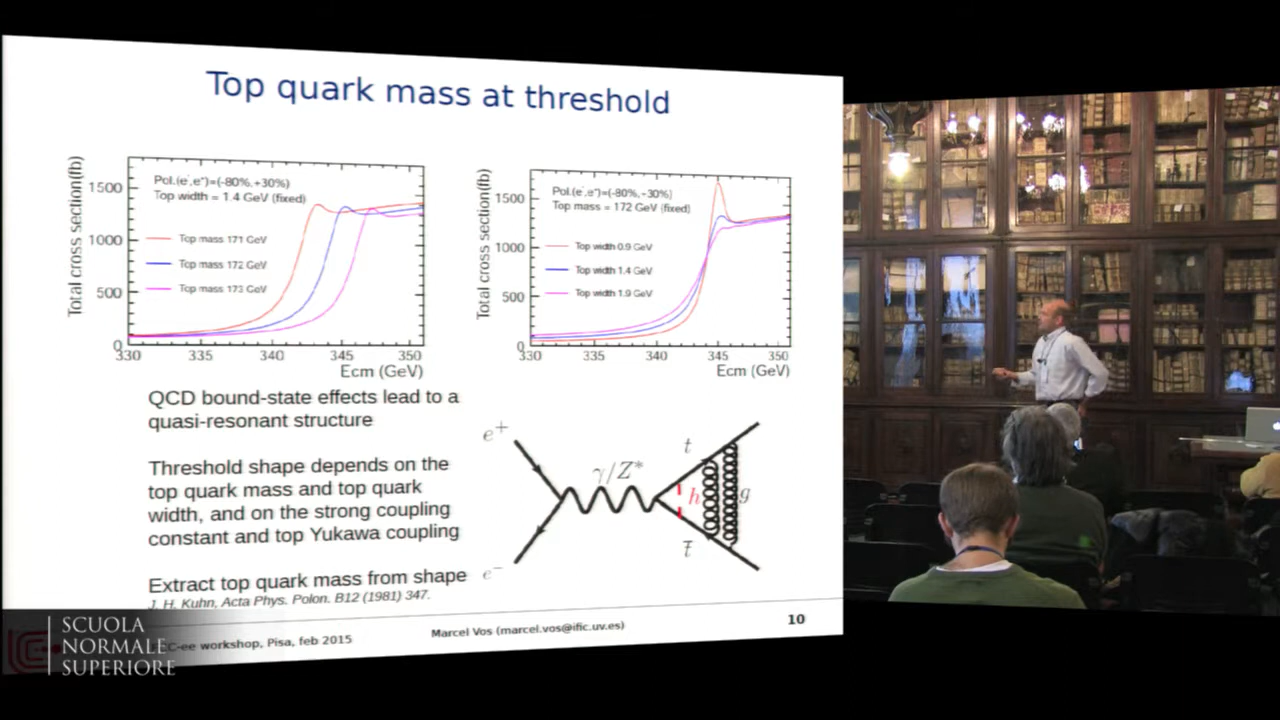 Top quark mass at threshold
Total cross section(fb)
1500
1000
500
0
Pol.(e-,e+)=(-80%,+30%)
Top width = 1.4 GeV (fixed)
Top mass 171 GeV
Top mass 172 GeV
Top mass 173 GeV
330 335 340 345 350
Ecm (GeV)
Total cross section(fb)
1500
1000
500
0
Pol.(e-,e+)=(-80%,+30%)
Top mass = 172 GeV (fixed)
Top width 0.9 GeV
Top width 1.4 GeV
Top width 1.9 GeV
330 335 340 345 350
Ecm (GeV)
QCD bound-state effects lead to a
quasi-resonant structure
Threshold shape depends on the
top quark mass and top quark
width, and on the strong coupling
constant and top Yukawa coupling
Extract top quark mass from shape
J. H. Kuhn, Acta Phys. Polon. B12 (1981) 347.
e+
e−
γ/Z*
t
h
g
t̄
C-ee workshop, Pisa, feb 2015
Marcel Vos (marcel.vos@ific.uv.es)
10
SCUOLA
NORMALE
SUPERIORE